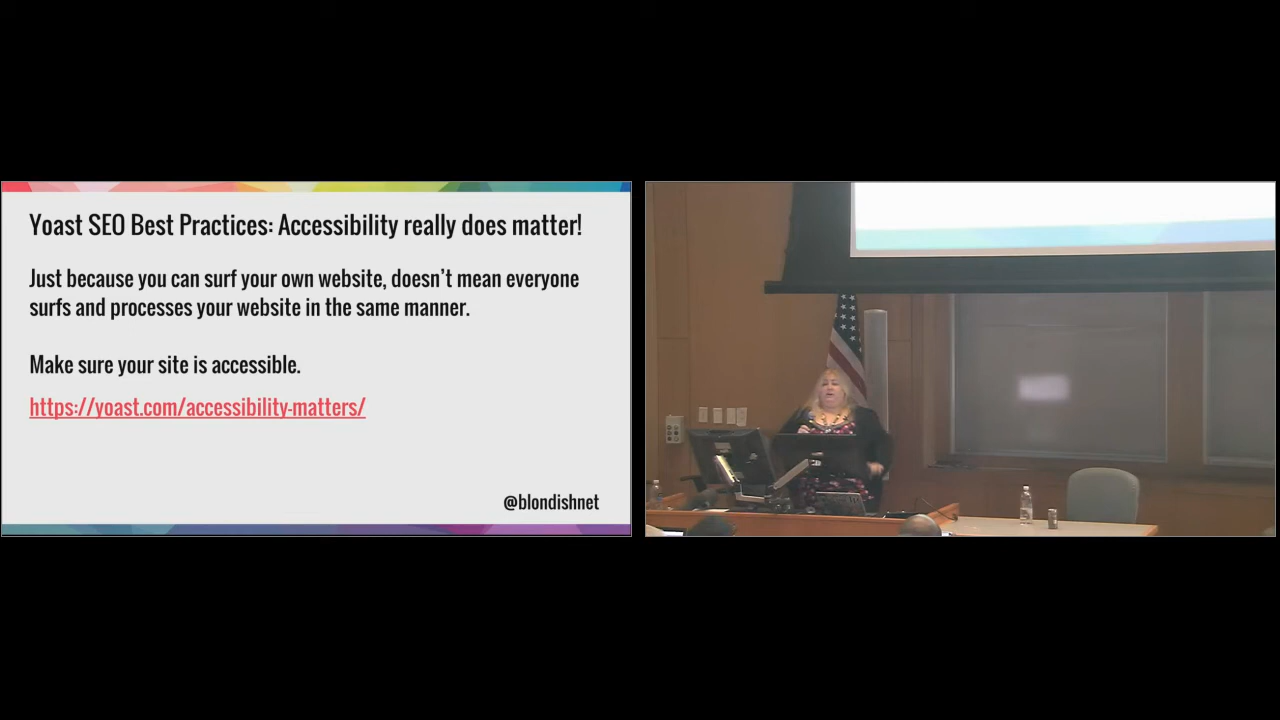 Yoast SEO Best Practices: Accessibility really does matter!
Just because you can surf your own website, doesn't mean everyone
surfs and processes your website in the same manner.
Make sure your site is accessible.
https://yoast.com/accessibility-matters/
@blondishnet